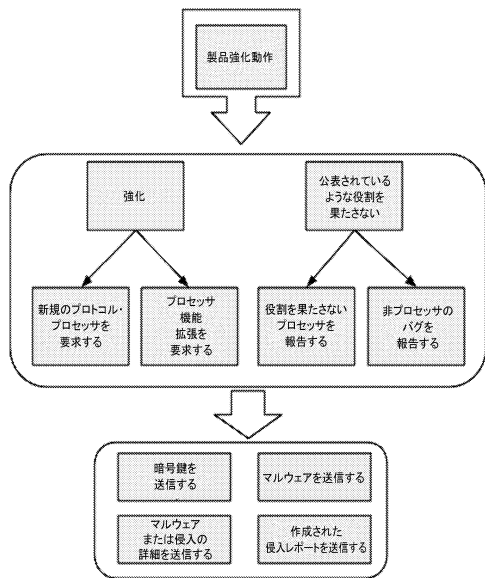 製品強化動作
強化
公表されている
ような役割を
果たさない
新規のプロトコル・
プロセッサを
要求する
プロセッサ
機能
拡張を
要求する
役割を果たさない
プロセッサを
報告する
非プロセッサの
バグを
報告する
暗号鍵を
送信する
マルウェアを送信する
マルウェア
または侵入の
詳細を送信する
作成された
侵入レポートを送信する